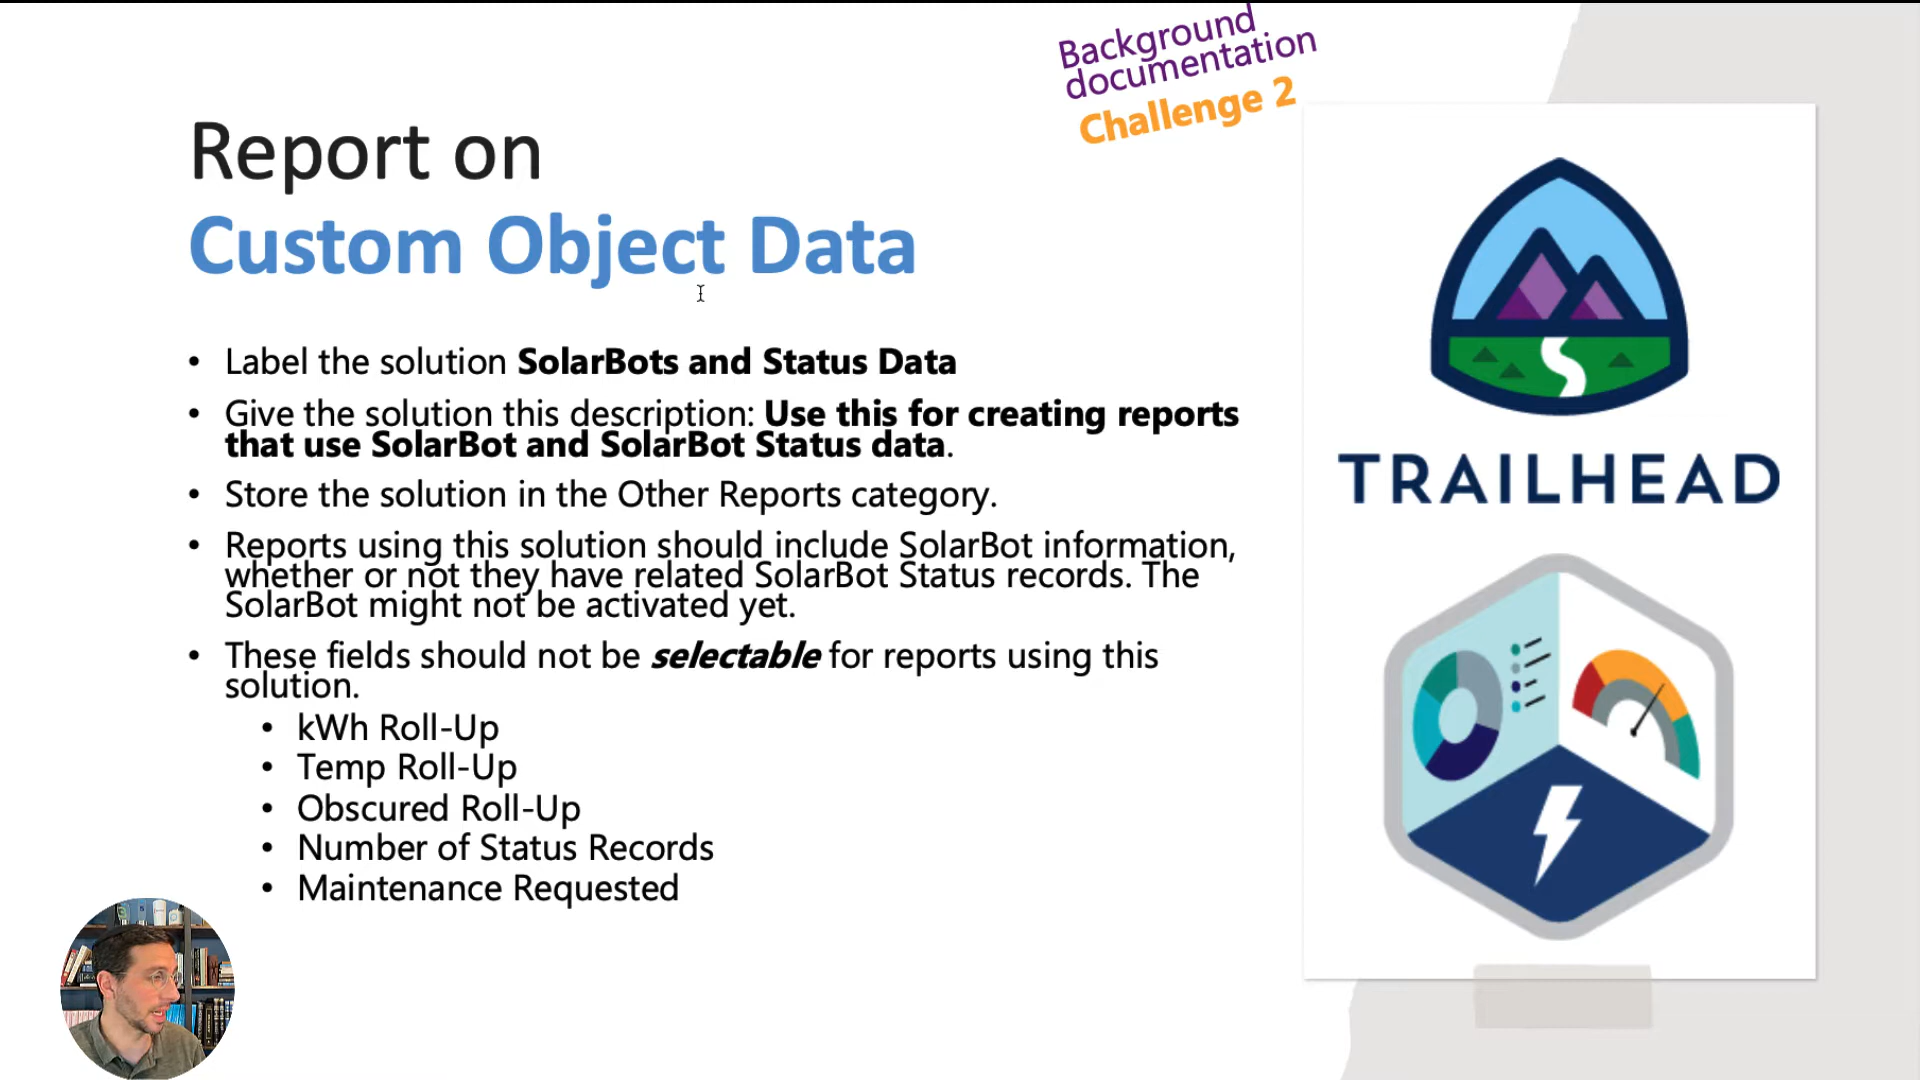 Background
documentation
Challenge 2
Report on
Custom Object Data
• Label the solution SolarBots and Status Data
• Give the solution this description: Use this for creating reports
that use SolarBot and SolarBot Status data.
• Store the solution in the Other Reports category.
• Reports using this solution should include SolarBot information,
whether or not they have related SolarBot Status records. The
SolarBot might not be activated yet.
• These fields should not be selectable for reports using this
solution.
• kWh Roll-Up
• Temp Roll-Up
• Obscured Roll-Up
• Number of Status Records
• Maintenance Requested
TRAILHEAD